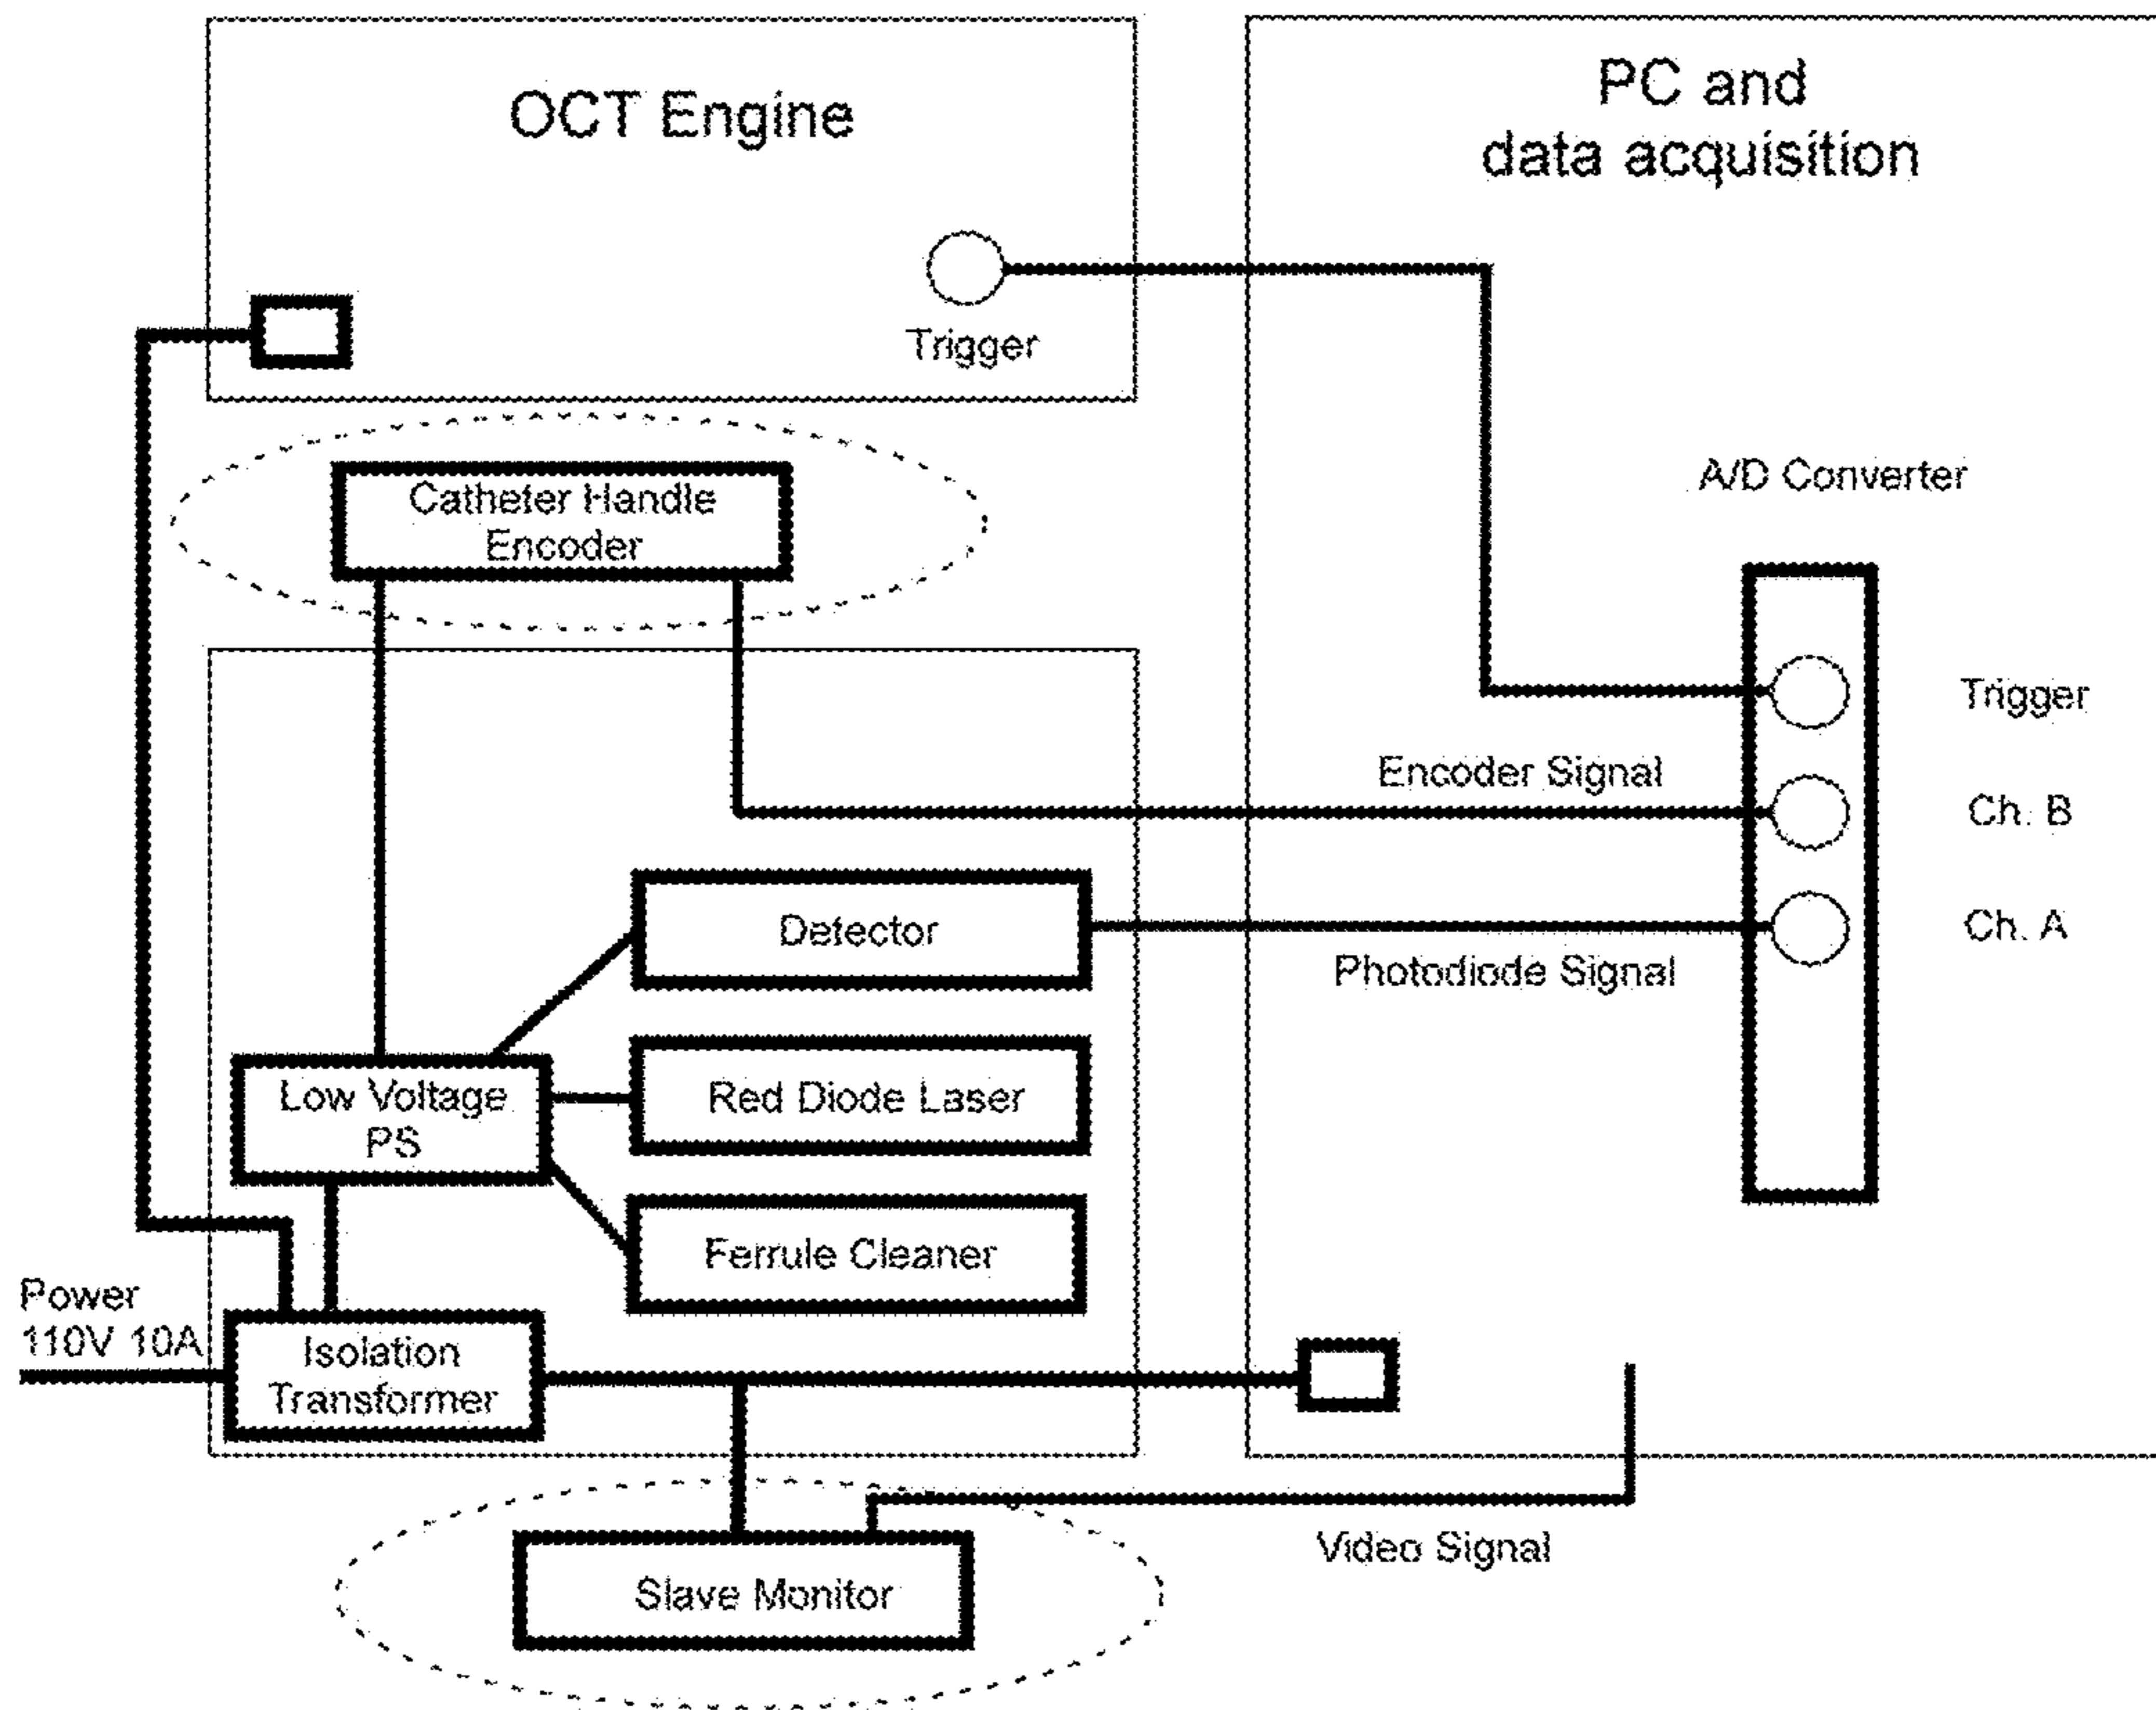 OCT Engine
Trigger
PC and
data acquisition
A/D Converter
Catheter Handle
Encoder
Trigger
Encoder Signal
Ch. B
Detector
Ch. A
Photodiode Signal
Low Voltage
PS
Red Diode Laser
Ferrule Cleaner
Power
110V 10A
Isolation
Transformer
Video Signal
Slave Monitor